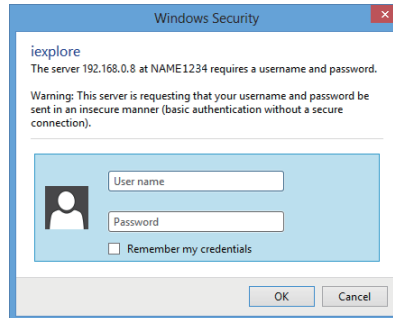 Windows Security
iexplore
The server 192.168.0.8 at NAME1234 requires a username and password.
Warning: This server is requesting that your username and password be
sent in an insecure manner (basic authentication without a secure
connection).
User name
Password
Remember my credentials
OK
Cancel